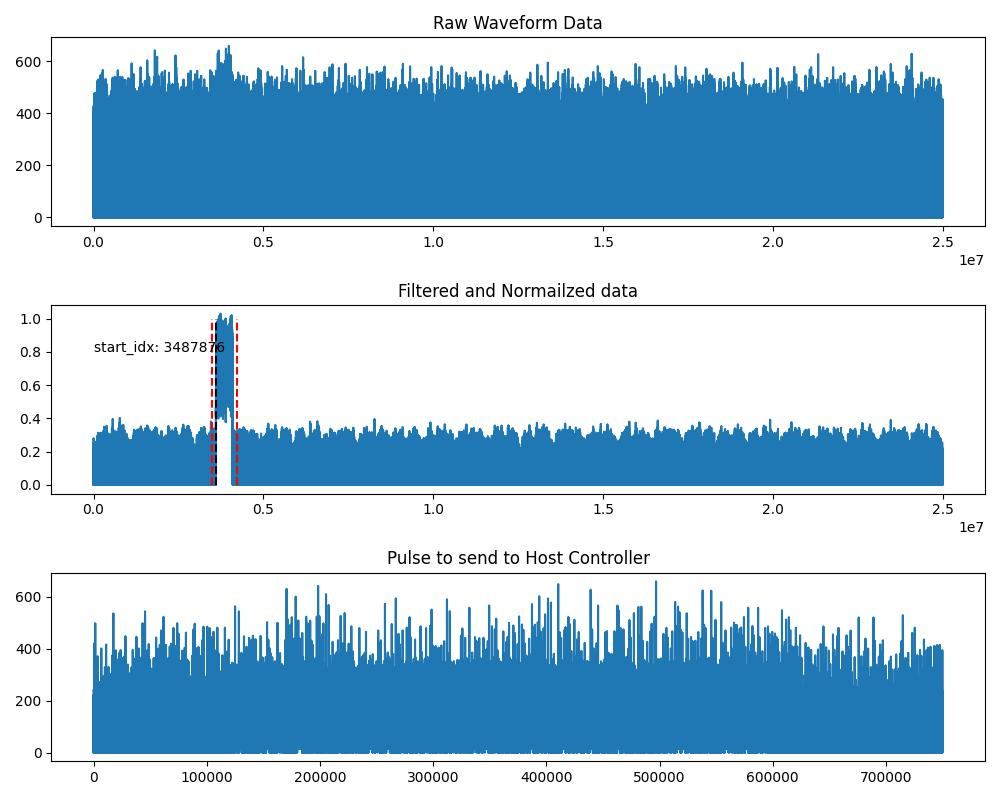 Raw Waveform Data
600
400
200
0
0.0 0.5 1.0 1.5 2.0 2.5
1e7
Filtered and Normailzed data
1.0
0.8
0.6
0.4
0.2
0.0
start_idx: 3487876
0.0 0.5 1.0 1.5 2.0 2.5
1e7
Pulse to send to Host Controller
600
400
200
0
0 100000 200000 300000 400000 500000 600000 700000